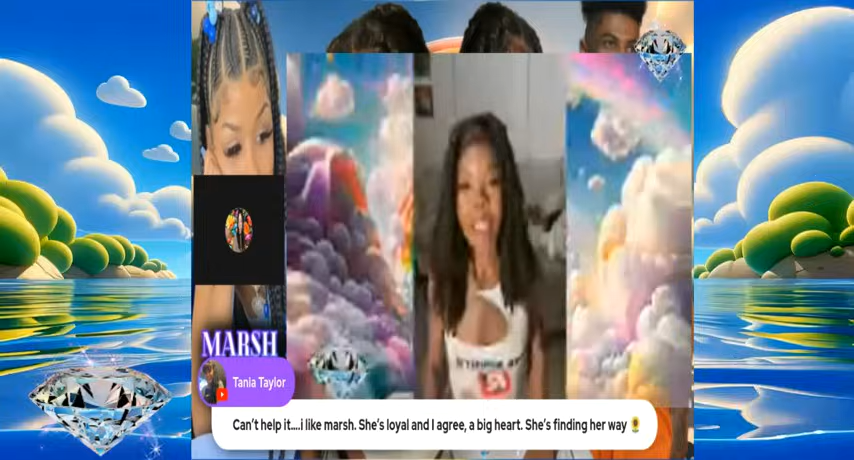 MARSH
Tania Taylor
Can't help it....i like marsh. She's loyal and I agree, a big heart. She's finding her way 🌻